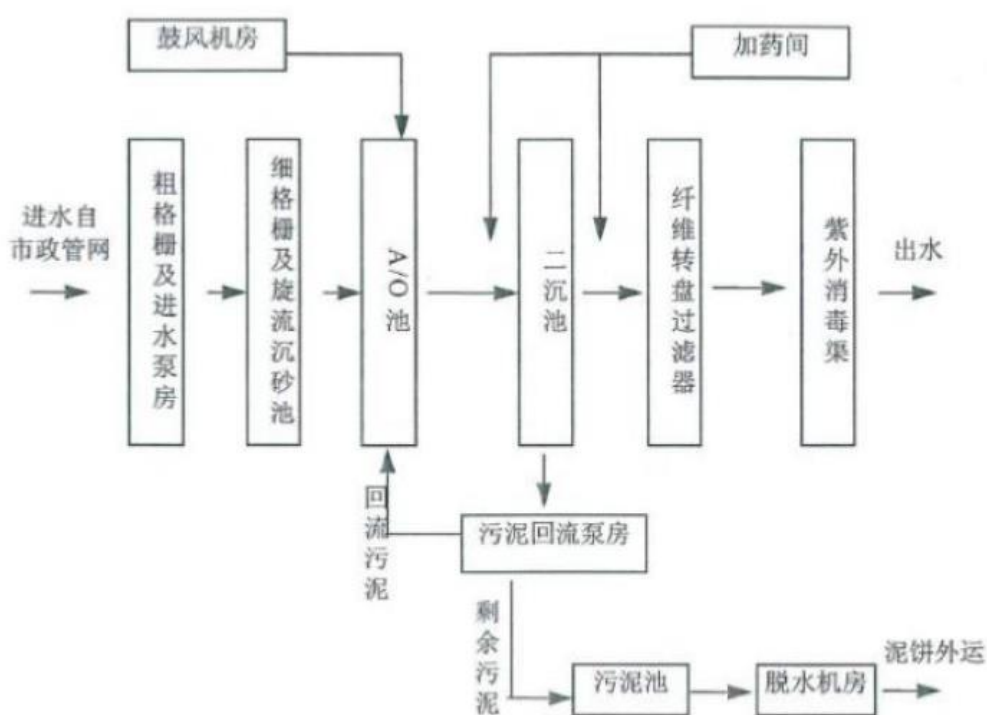 鼓风机房
加药间
进水自
市政管网
粗格栅及进水泵房
细格栅及旋流沉砂池
A/O池
二沉池
纤维转盘过滤器
紫外消毒渠
出水
回流污泥
污泥回流泵房
剩余污泥
污泥池
脱水机房
泥饼外运